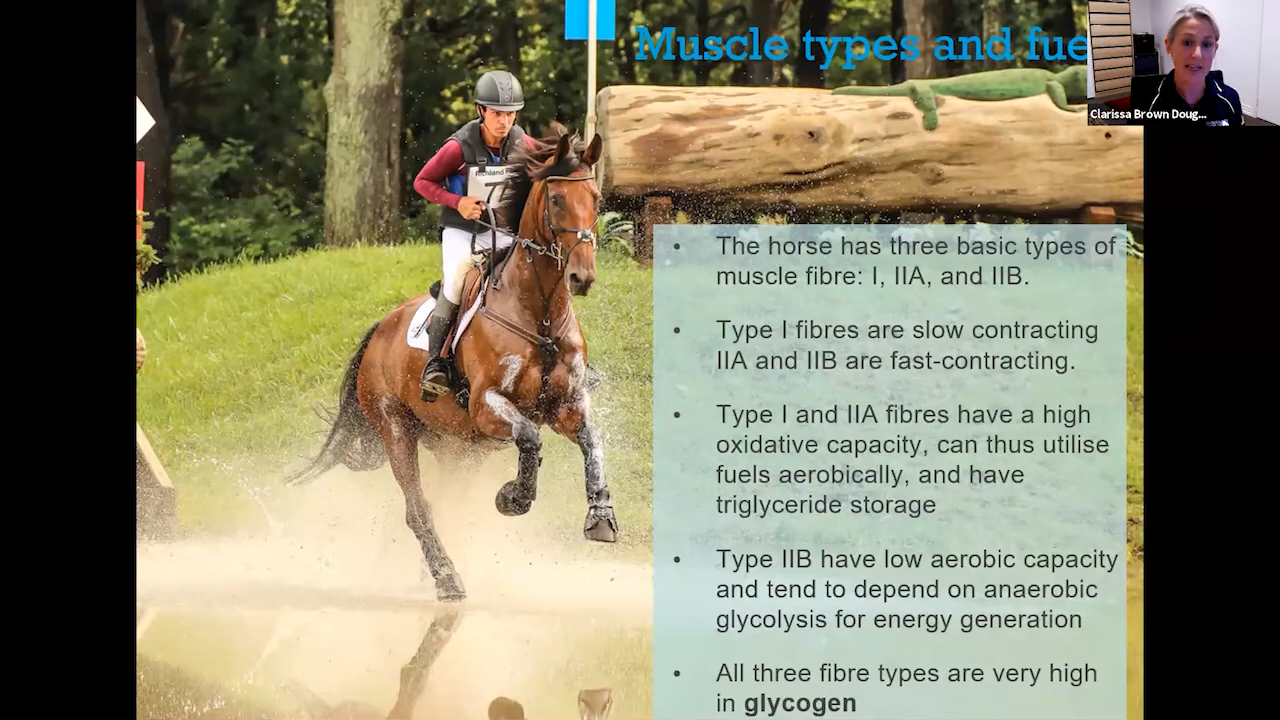 Muscle types and fue
Clarissa Brown Doug...
Richland
• The horse has three basic types of
muscle fibre: I, IIA, and IIB.
• Type I fibres are slow contracting
IIA and IIB are fast-contracting.
• Type I and IIA fibres have a high
oxidative capacity, can thus utilise
fuels aerobically, and have
triglyceride storage
• Type IIB have low aerobic capacity
and tend to depend on anaerobic
glycolysis for energy generation
• All three fibre types are very high
in glycogen